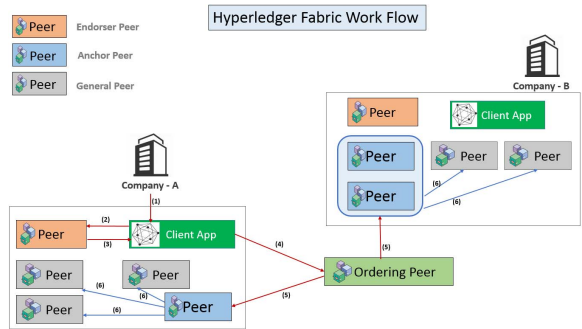 Hyperledger Fabric Work Flow
Peer
Endorser Peer
Peer
Anchor Peer
Peer
General Peer
Company - B
Peer
Client App
Peer
Peer
Peer
Peer
(6)
(6)
Company - A
(1)
(2)
Peer
Client App
(3)
(4)
(5)
Ordering Peer
(5)
Peer
Peer
(6)
(6)
Peer
(6)
Peer